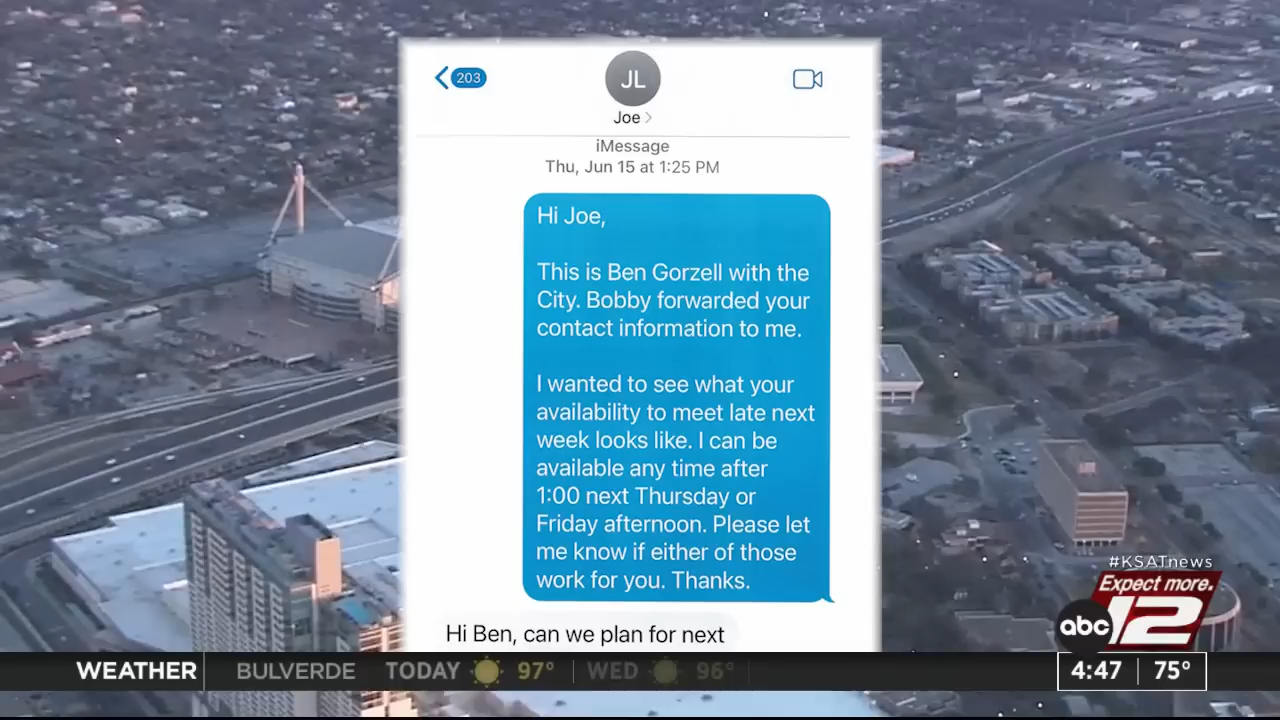 203
JL
Joe >
iMessage
Thu, Jun 15 at 1:25 PM
Hi Joe,
This is Ben Gorzell with the
City. Bobby forwarded your
contact information to me.
I wanted to see what your
availability to meet late next
week looks like. I can be
available any time after
1:00 next Thursday or
Friday afternoon. Please let
me know if either of those
work for you. Thanks.
Hi Ben, can we plan for next
#KSATnews
Expect more.
abc 12
WEATHER BULVERDE TODAY 97° WED 96°
4:47 75°